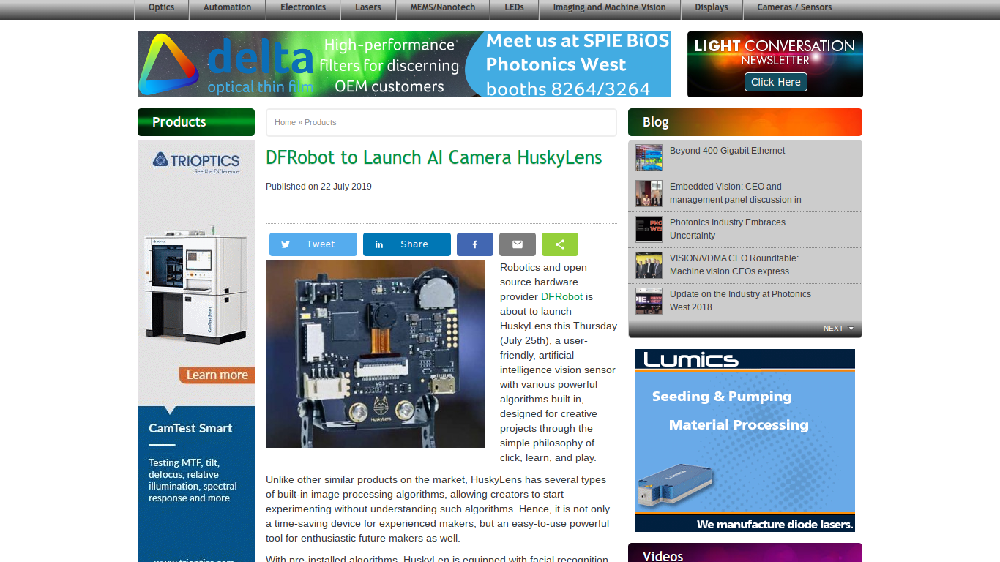 Optics Automation Electronics Lasers MEMS/Nanotech LEDs Imaging and Machine Vision Displays Cameras / Sensors
delta
optical thin film
High-performance
filters for discerning
OEM customers
Meet us at SPIE BiOS
Photonics West
booths 8264/3264
LIGHT CONVERSATION
NEWSLETTER
Click Here
Products
TRIOPTICS
See the Difference
CamTest Smart
Learn more
CamTest Smart
Testing MTF, tilt,
defocus, relative
illumination, spectral
response and more
www.trioptics.com
Home » Products
DFRobot to Launch AI Camera HuskyLens
Published on 22 July 2019
Tweet
Share
V0.3
HuskyLens
Robotics and open
source hardware
provider DFRobot is
about to launch
HuskyLens this Thursday
(July 25th), a user-
friendly, artificial
intelligence vision sensor
with various powerful
algorithms built in,
designed for creative
projects through the
simple philosophy of
click, learn, and play.
Unlike other similar products on the market, HuskyLens has several types
of built-in image processing algorithms, allowing creators to start
experimenting without understanding such algorithms. Hence, it is not only
a time-saving device for experienced makers, but an easy-to-use powerful
tool for enthusiastic future makers as well.
With pre-installed algorithms, HuskyLen is equipped with facial recognition
Blog
Beyond 400 Gigabit Ethernet
Embedded Vision: CEO and
management panel discussion in
Photonics Industry Embraces
Uncertainty
VISION/VDMA CEO Roundtable:
Machine vision CEOs express
Update on the Industry at Photonics
West 2018
NEXT
Lumics
Seeding & Pumping
Material Processing
We manufacture diode lasers.
Videos